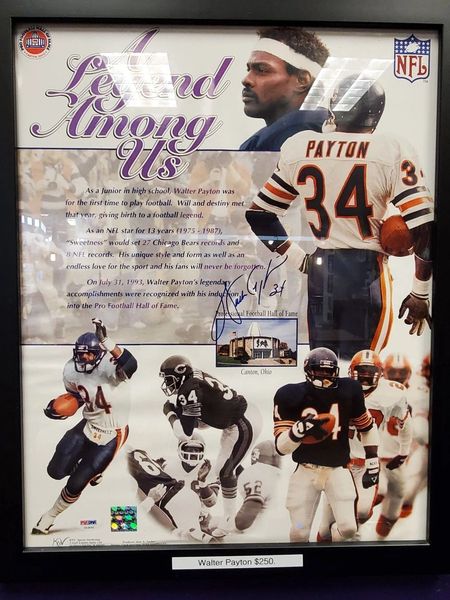 A
Legend
Among
Us
NFL
PAYTON
34
34
As a Junior in high school, Walter Payton was
for the first time to play football. Will and destiny met
that year, giving birth to a football legend.
As an NFL star for 13 years (1975 - 1987),
"Sweetness" would set 27 Chicago Bears records and
8 NFL records. His unique style and form as well as an
endless love for the sport and his fans will never be forgotten.
On July 31, 1993, Walter Payton's legendary
accomplishments were recognized with his induction
into the Pro Football Hall of Fame.
34
Professional Football Hall of Fame
Canton, Ohio
34
34
34
52
PSA/DNA
Walter Payton $250.